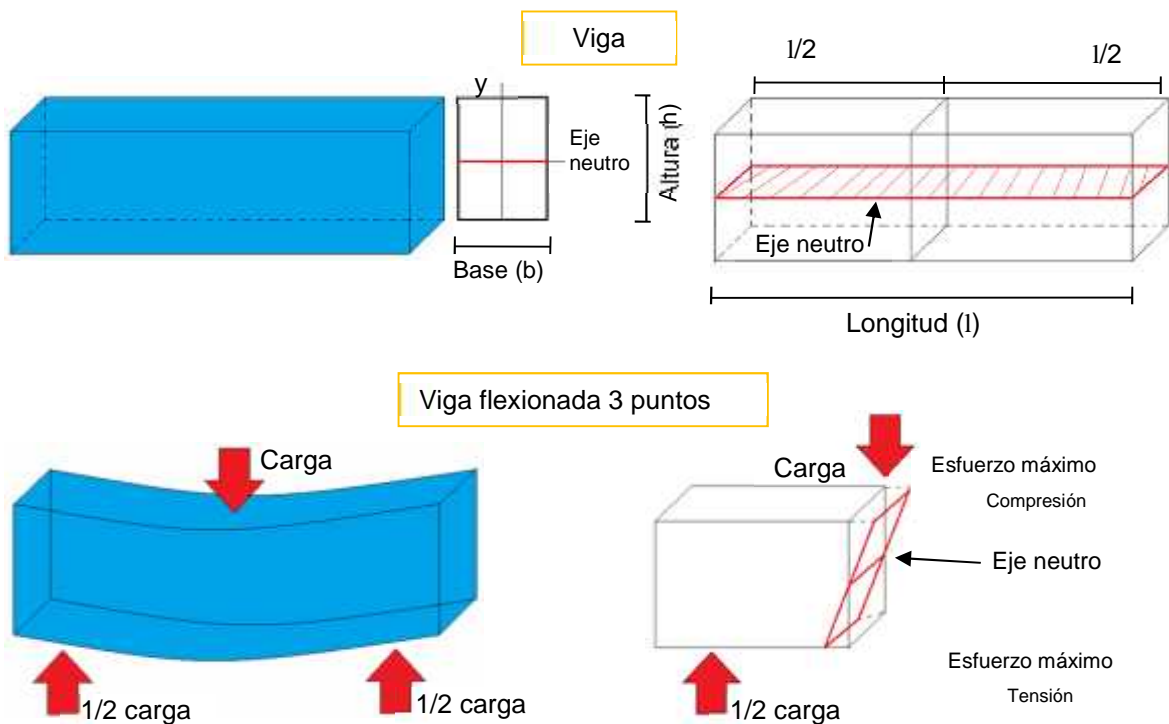 Viga
l/2
l/2
y
Eje
neutro
Altura (h)
Eje neutro
Base (b)
Longitud (l)
Viga flexionada 3 puntos
Carga
Carga
Esfuerzo máximo
Compresión
Eje neutro
Esfuerzo máximo
Tensión
1/2 carga
1/2 carga
1/2 carga